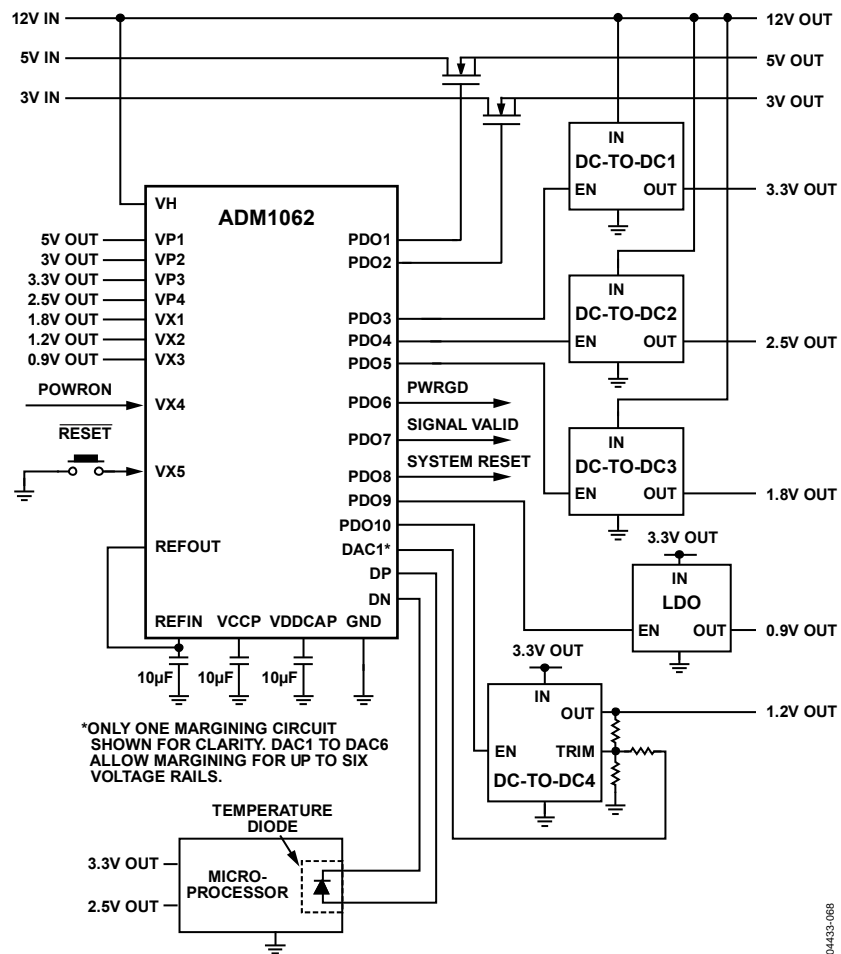 12V IN
12V OUT
5V IN
5V OUT
3V IN
3V OUT
IN
DC-TO-DC1
EN OUT
3.3V OUT
VH
ADM1062
5V OUT VP1
3V OUT VP2
3.3V OUT VP3
2.5V OUT VP4
1.8V OUT VX1
1.2V OUT VX2
0.9V OUT VX3
POWRON
VX4
RESET
VX5
REFOUT
REFIN VCCP VDDCAP GND
PDO1
PDO2
PDO3
PDO4
PDO5
PDO6
PWRGD
PDO7
SIGNAL VALID
PDO8
SYSTEM RESET
PDO9
PDO10
DAC1*
DP
DN
IN
DC-TO-DC2
EN OUT
2.5V OUT
IN
DC-TO-DC3
EN OUT
1.8V OUT
3.3V OUT
IN
LDO
EN OUT
0.9V OUT
10µF 10µF 10µF
3.3V OUT
IN
OUT
1.2V OUT
EN TRIM
DC-TO-DC4
*ONLY ONE MARGINING CIRCUIT
SHOWN FOR CLARITY. DAC1 TO DAC6
ALLOW MARGINING FOR UP TO SIX
VOLTAGE RAILS.
TEMPERATURE
DIODE
3.3V OUT
2.5V OUT
MICRO-
PROCESSOR
04433-068